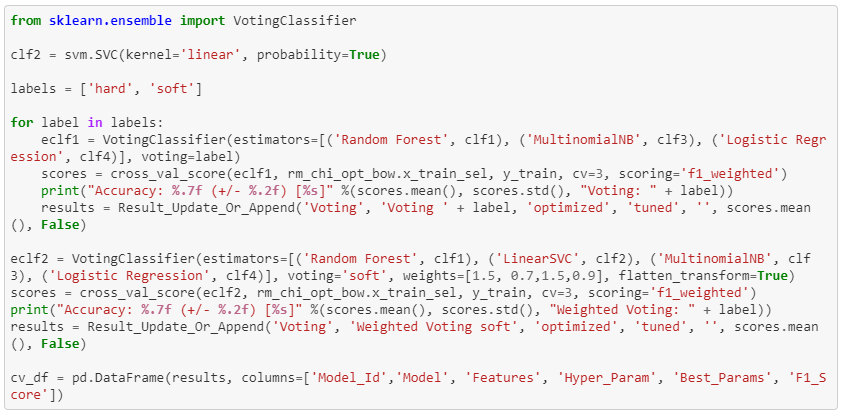 from sklearn.ensemble import VotingClassifier
clf2 = svm.SVC(kernel='linear', probability=True)
labels = ['hard', 'soft']
for label in labels:
    eclf1 = VotingClassifier(estimators=[('Random Forest', clf1), ('MultinomialNB', clf3), ('Logistic Regr
ession', clf4)], voting=label)
    scores = cross_val_score(eclf1, rm_chi_opt_bow.x_train_sel, y_train, cv=3, scoring='f1_weighted')
    print("Accuracy: %.7f (+/- %.2f) [%s]" %(scores.mean(), scores.std(), "Voting: " + label))
    results = Result_Update_Or_Append('Voting', 'Voting ' + label, 'optimized', 'tuned', '', scores.mean
(), False)
eclf2 = VotingClassifier(estimators=[('Random Forest', clf1), ('LinearSVC', clf2), ('MultinomialNB', clf
3), ('Logistic Regression', clf4)], voting='soft', weights=[1.5, 0.7,1.5,0.9], flatten_transform=True)
scores = cross_val_score(eclf2, rm_chi_opt_bow.x_train_sel, y_train, cv=3, scoring='f1_weighted')
print("Accuracy: %.7f (+/- %.2f) [%s]" %(scores.mean(), scores.std(), "Weighted Voting: " + label))
results = Result_Update_Or_Append('Voting', 'Weighted Voting soft', 'optimized', 'tuned', '', scores.mean
(), False)
cv_df = pd.DataFrame(results, columns=['Model_Id','Model', 'Features', 'Hyper_Param', 'Best_Params', 'F1_S
core'])